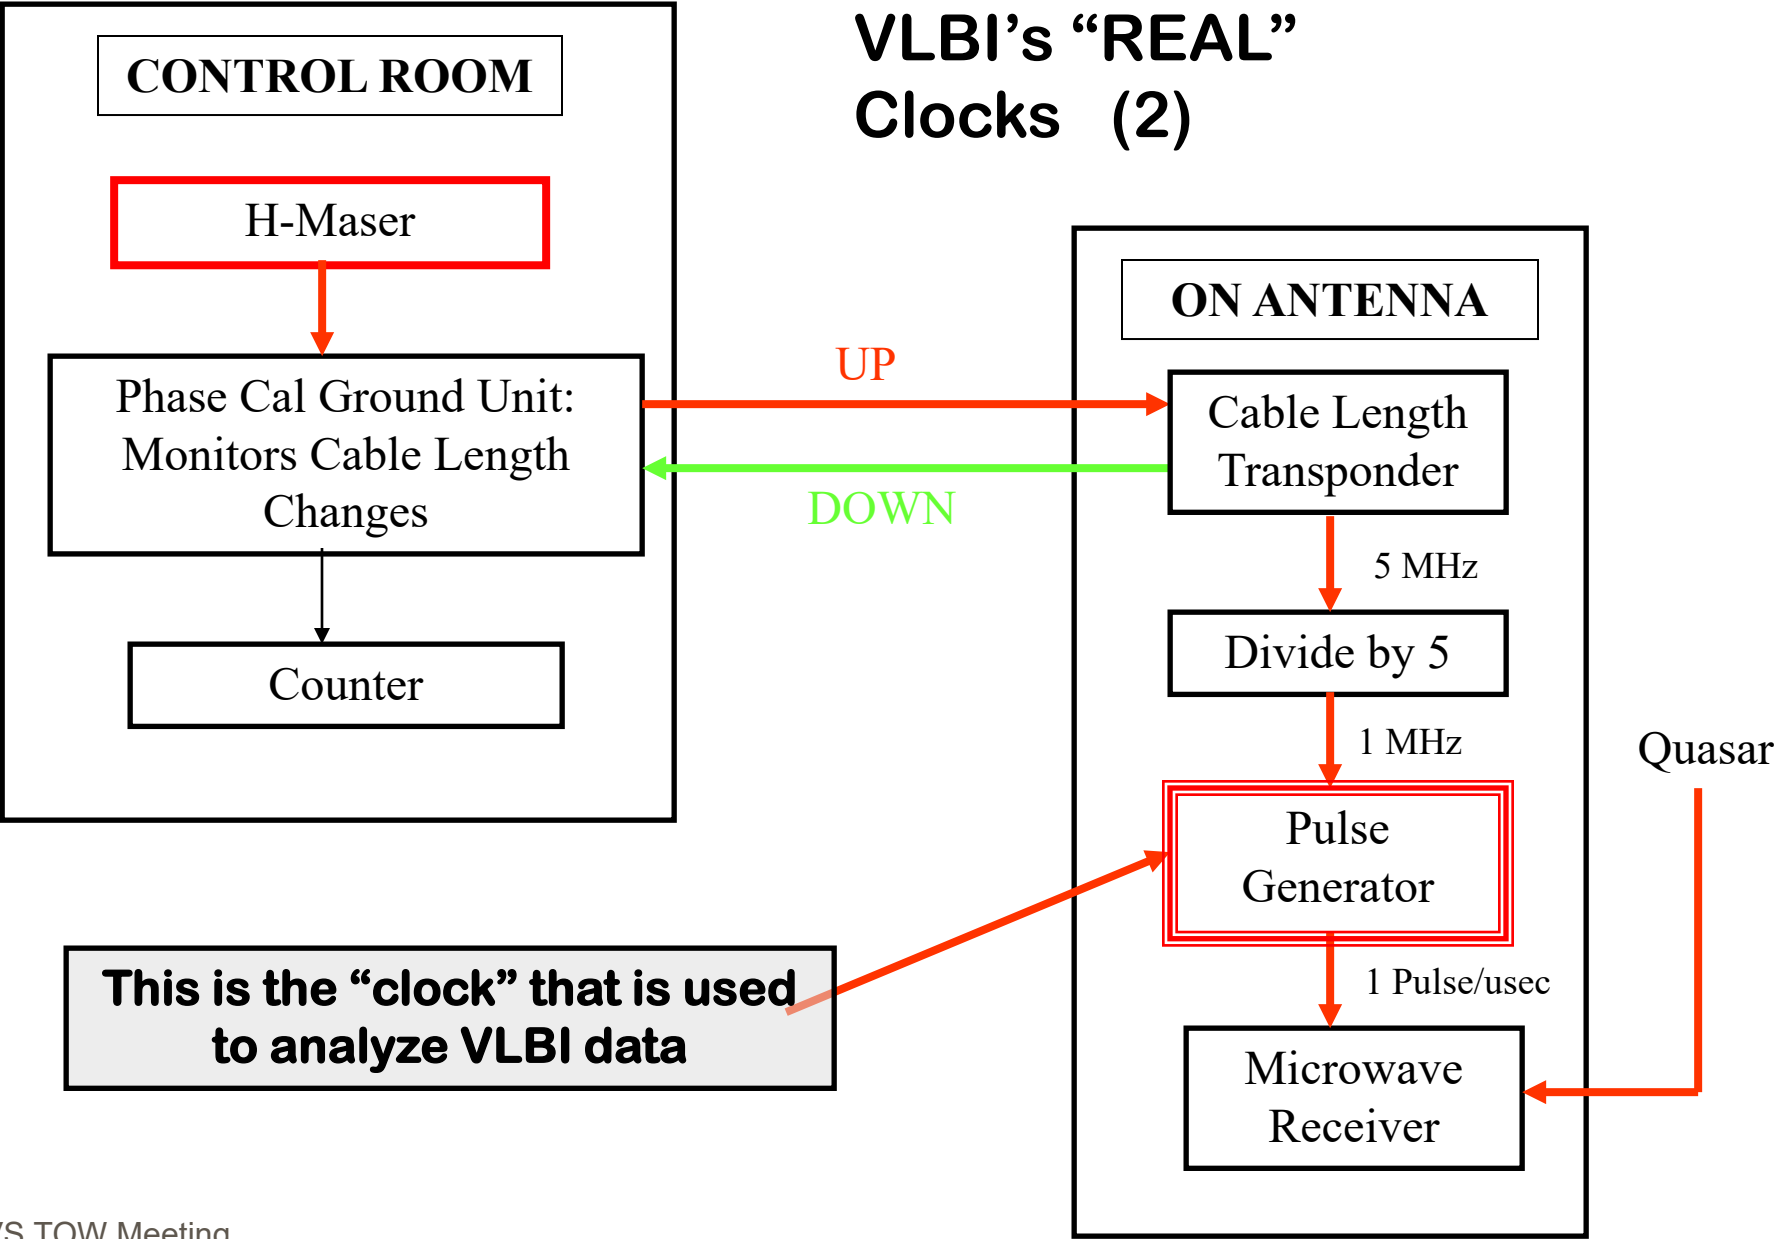 VLBI's “REAL”
Clocks (2)
CONTROL ROOM
H-Maser
Phase Cal Ground Unit:
Monitors Cable Length
Changes
Counter
UP
DOWN
ON ANTENNA
Cable Length
Transponder
5 MHz
Divide by 5
1 MHz
Pulse
Generator
1 Pulse/usec
Microwave
Receiver
Quasar
This is the “clock” that is used
to analyze VLBI data
TOW Meeting